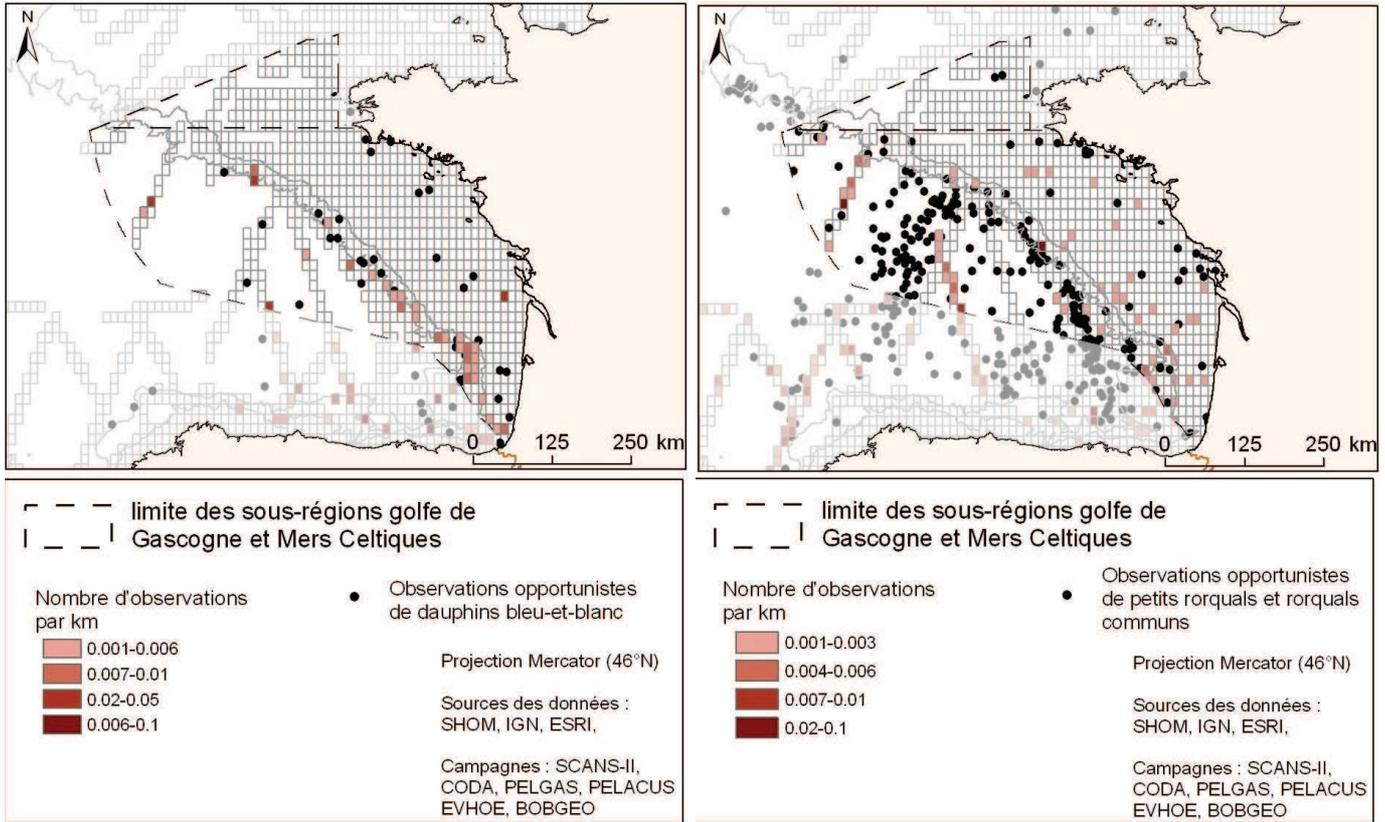 N
0 125 250 km
limite des sous-régions golfe de
Gascogne et Mers Celtiques
Nombre d'observations
par km
0.001-0.006
0.007-0.01
0.02-0.05
0.006-0.1
Observations opportunistes
de dauphins bleu-et-blanc
Projection Mercator (46°N)
Sources des données :
SHOM, IGN, ESRI,
Campagnes : SCANS-II,
CODA, PELGAS, PELACUS
EVHOE, BOBGEO
N
0 125 250 km
limite des sous-régions golfe de
Gascogne et Mers Celtiques
Nombre d'observations
par km
0.001-0.003
0.004-0.006
0.007-0.01
0.02-0.1
Observations opportunistes
de petits rorquals et rorquals
communs
Projection Mercator (46°N)
Sources des données :
SHOM, IGN, ESRI,
Campagnes : SCANS-II,
CODA, PELGAS, PELACUS
EVHOE, BOBGEO